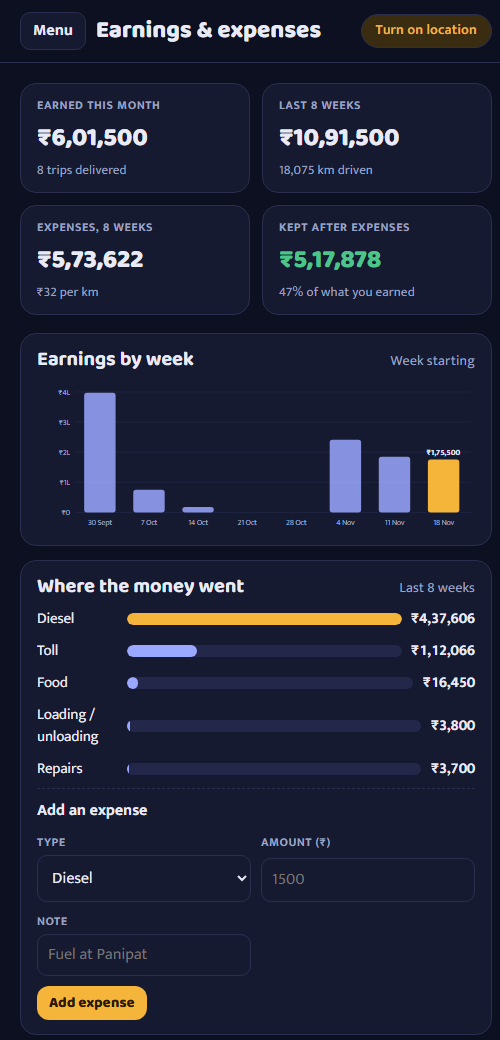 Menu
Earnings & expenses
Turn on location
EARNED THIS MONTH
₹6,01,500
8 trips delivered
LAST 8 WEEKS
₹10,91,500
18,075 km driven
EXPENSES, 8 WEEKS
₹5,73,622
₹32 per km
KEPT AFTER EXPENSES
₹5,17,878
47% of what you earned
Earnings by week
Week starting
₹4L
₹3L
₹2L
₹1L
₹0
₹1,75,500
30 Sept
7 Oct
14 Oct
21 Oct
28 Oct
4 Nov
11 Nov
18 Nov
Where the money went
Last 8 weeks
Diesel
₹4,37,606
Toll
₹1,12,066
Food
₹16,450
Loading /
unloading
₹3,800
Repairs
₹3,700
Add an expense
TYPE
AMOUNT (₹)
Diesel
1500
NOTE
Fuel at Panipat
Add expense